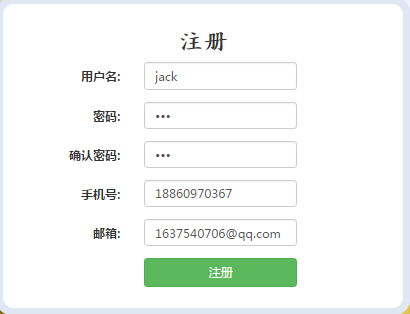 注册
用户名: jack
密码: •••
确认密码: •••
手机号: 18860970367
邮箱: 1637540706@qq.com
注册